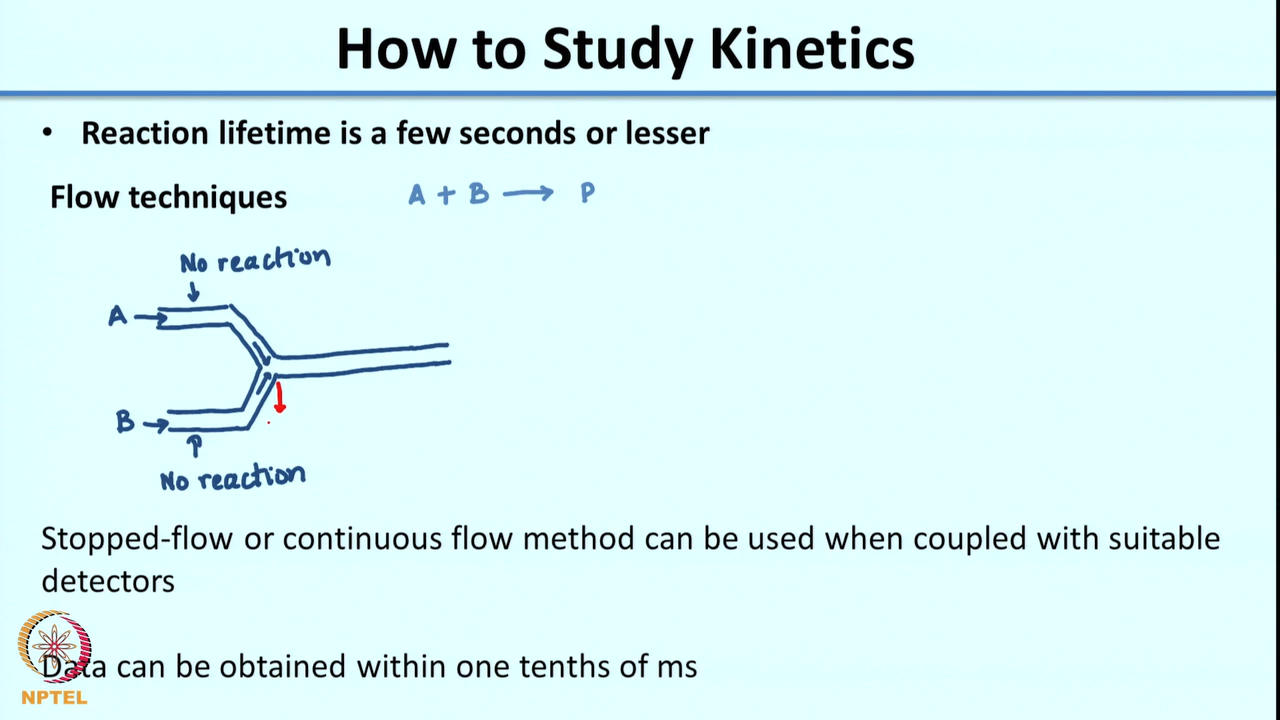 How to Study Kinetics
• Reaction lifetime is a few seconds or lesser
Flow techniques A + B ⟶ P
No reaction
A
B
No reaction
Stopped-flow or continuous flow method can be used when coupled with suitable
detectors
Data can be obtained within one tenths of ms
NPTEL